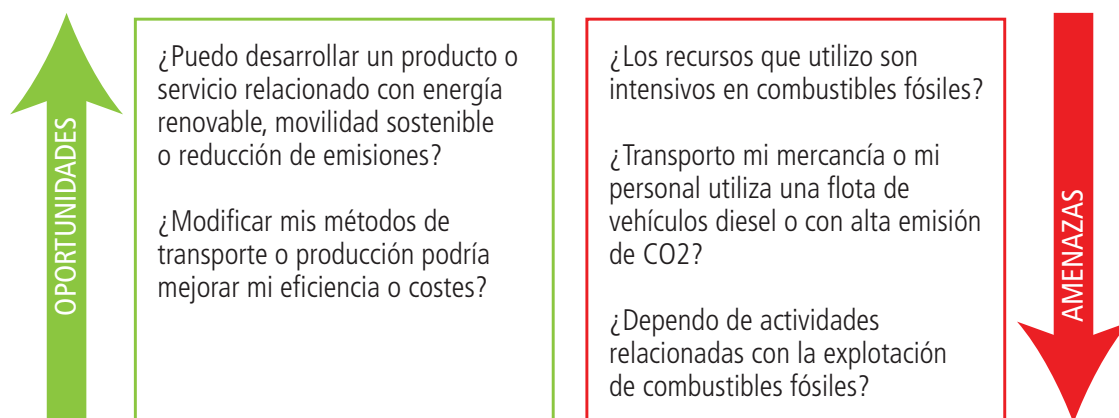 OPORTUNIDADES
¿Puedo desarrollar un producto o
servicio relacionado con energía
renovable, movilidad sostenible
o reducción de emisiones?
¿Modificar mis métodos de
transporte o producción podría
mejorar mi eficiencia o costes?
¿Los recursos que utilizo son
intensivos en combustibles fósiles?
¿Transporto mi mercancía o mi
personal utiliza una flota de
vehículos diesel o con alta emisión
de CO2?
¿Dependo de actividades
relacionadas con la explotación
de combustibles fósiles?
AMENAZAS